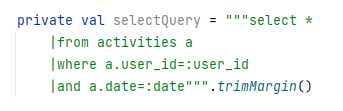 private val selectQuery = """select *
|from activities a
|where a.user_id=:user_id
|and a.date=:date""".trimMargin()